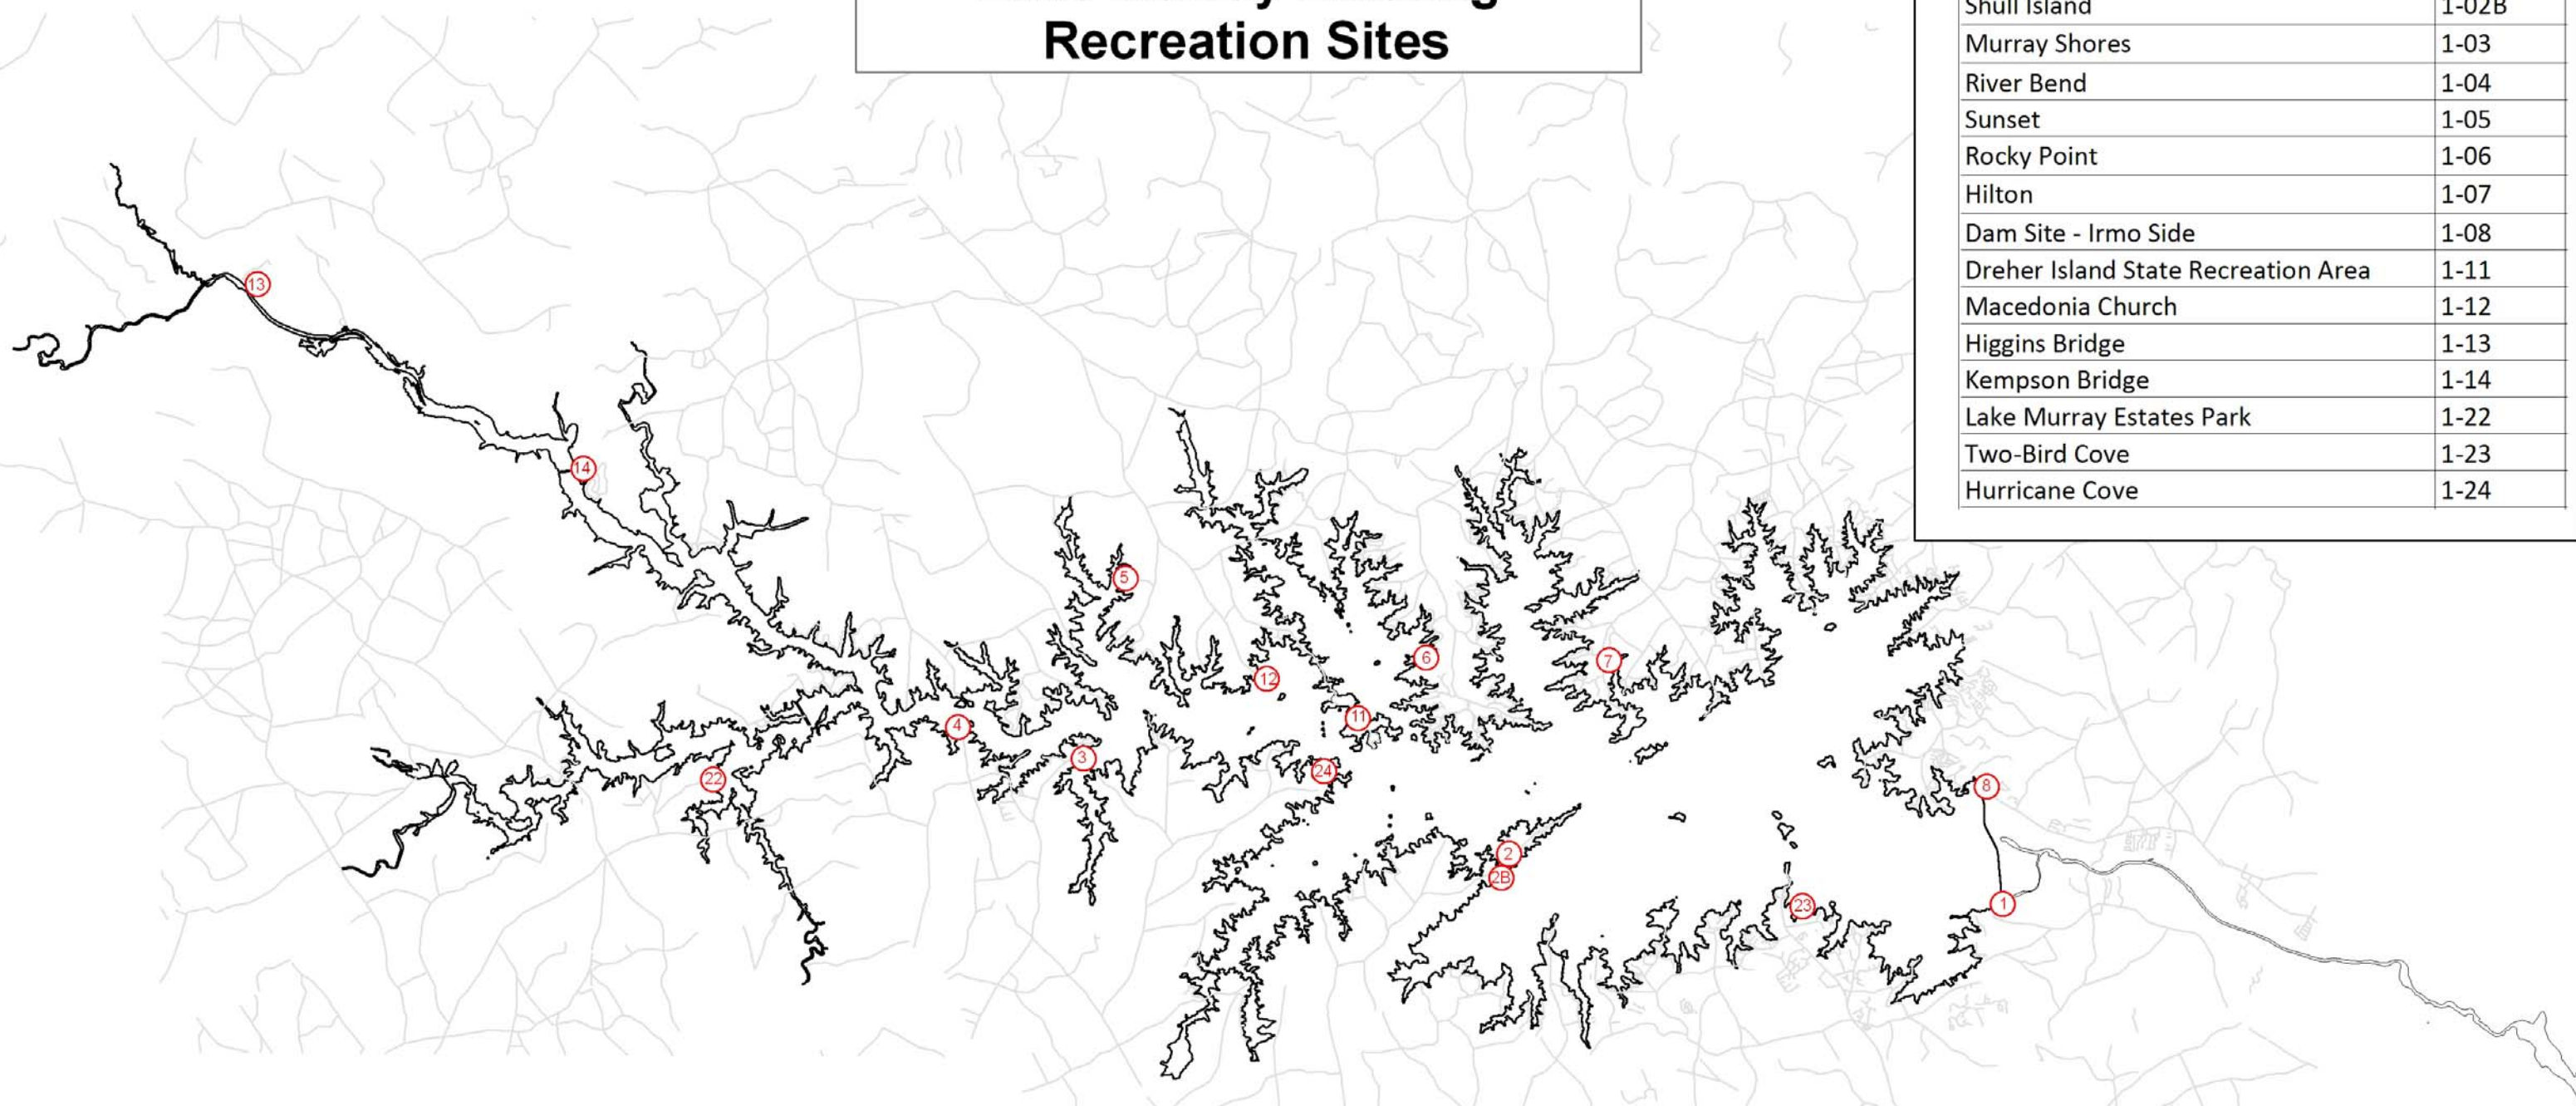 Recreation Sites
Shull Island 1-02B
Murray Shores 1-03
River Bend 1-04
Sunset 1-05
Rocky Point 1-06
Hilton 1-07
Dam Site - Irmo Side 1-08
Dreher Island State Recreation Area 1-11
Macedonia Church 1-12
Higgins Bridge 1-13
Kempson Bridge 1-14
Lake Murray Estates Park 1-22
Two-Bird Cove 1-23
Hurricane Cove 1-24
13
14
5
6
7
12
11
4
3
24
22
8
2
2B
23
1